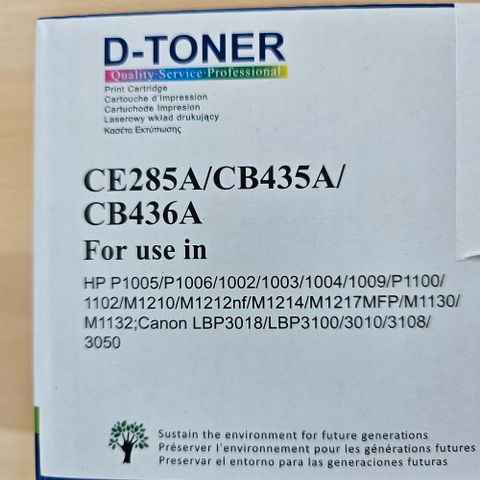 D-TONER
Quality·Service·Professional
Print Cartridge
Cartouche d'Impression
Cartuchode Impresion
Laserowy wkład drukujący
Κασέτα Εκτύπωσης
CE285A/CB435A/
CB436A
For use in
HP P1005/P1006/1002/1003/1004/1009/P1100/
1102/M1210/M1212nf/M1214/M1217MFP/M1130/
M1132;Canon LBP3018/LBP3100/3010/3108/
3050
Sustain the environment for future generations
Préserver l'environnement pour les générations futures
Preservar el entorno para las generaciones futuras